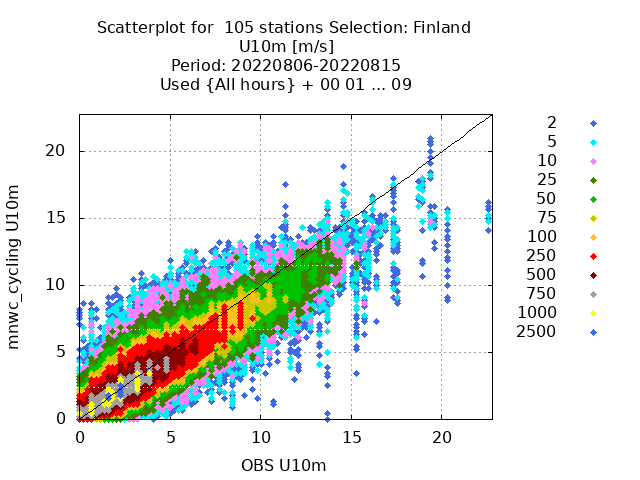 Scatterplot for  105 stations Selection: Finland
U10m [m/s]
Period: 20220806-20220815
Used {All hours} + 00 01 ... 09
mnwc_cycling U10m
20
15
10
5
0
0 5 10 15 20
OBS U10m
2
5
10
25
50
75
100
250
500
750
1000
2500